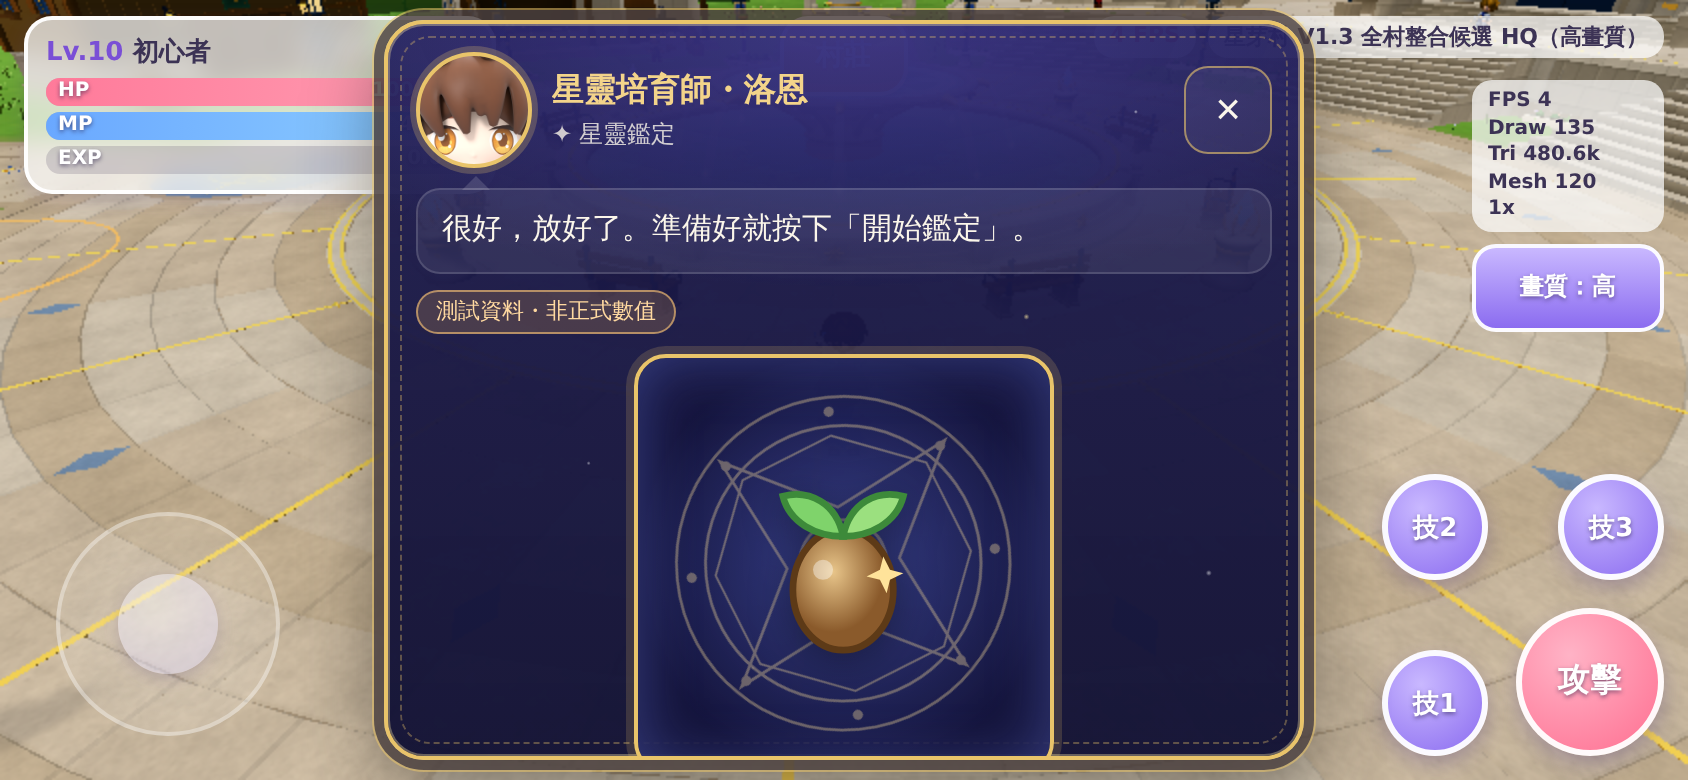 Lv.10 初心者
HP
MP
EXP
星靈培育師・洛恩
✦ 星靈鑑定
×
很好，放好了。準備好就按下「開始鑑定」。
測試資料・非正式數值
V1.3 全村整合候選 HQ（高畫質）
FPS 4
Draw 135
Tri 480.6k
Mesh 120
1x
畫質：高
技2
技3
技1
攻擊